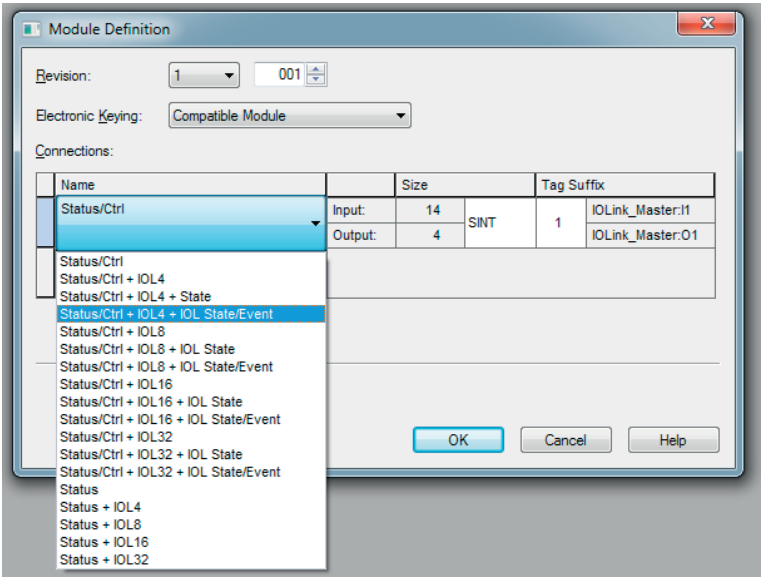 Module Definition
x
Revision: 1 001
Electronic Keying: Compatible Module
Connections:
Name Size Tag Suffix
Status/Ctrl Input: 14 SINT 1 IOLink_Master:I1
Output: 4 IOLink_Master:O1
Status/Ctrl
Status/Ctrl + IOL4
Status/Ctrl + IOL4 + State
Status/Ctrl + IOL4 + IOL State/Event
Status/Ctrl + IOL8
Status/Ctrl + IOL8 + IOL State
Status/Ctrl + IOL8 + IOL State/Event
Status/Ctrl + IOL16
Status/Ctrl + IOL16 + IOL State
Status/Ctrl + IOL16 + IOL State/Event
Status/Ctrl + IOL32
Status/Ctrl + IOL32 + IOL State
Status/Ctrl + IOL32 + IOL State/Event
Status
Status + IOL4
Status + IOL8
Status + IOL16
Status + IOL32
OK Cancel Help